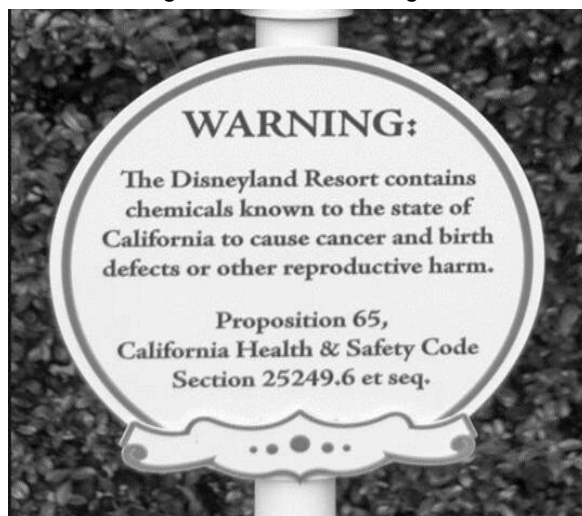 WARNING:
The Disneyland Resort contains
chemicals known to the state of
California to cause cancer and birth
defects or other reproductive harm.
Proposition 65,
California Health & Safety Code
Section 25249.6 et seq.